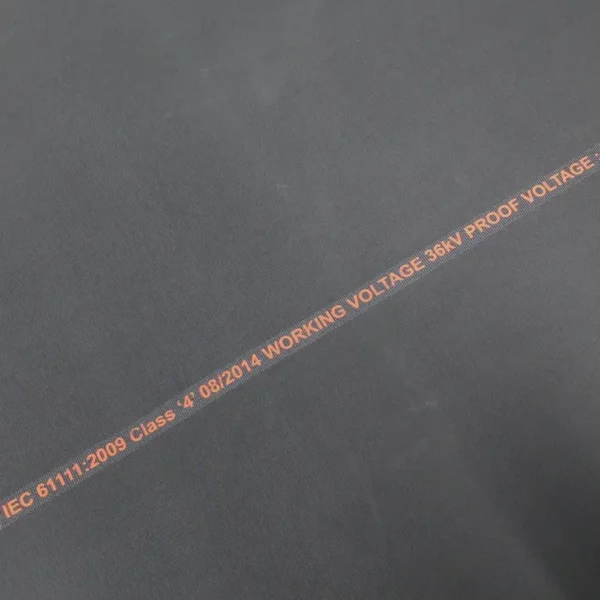 IEC 61111:2009 Class ‘4’ 08/2014 WORKING VOLTAGE 36kV PROOF VOLTAGE